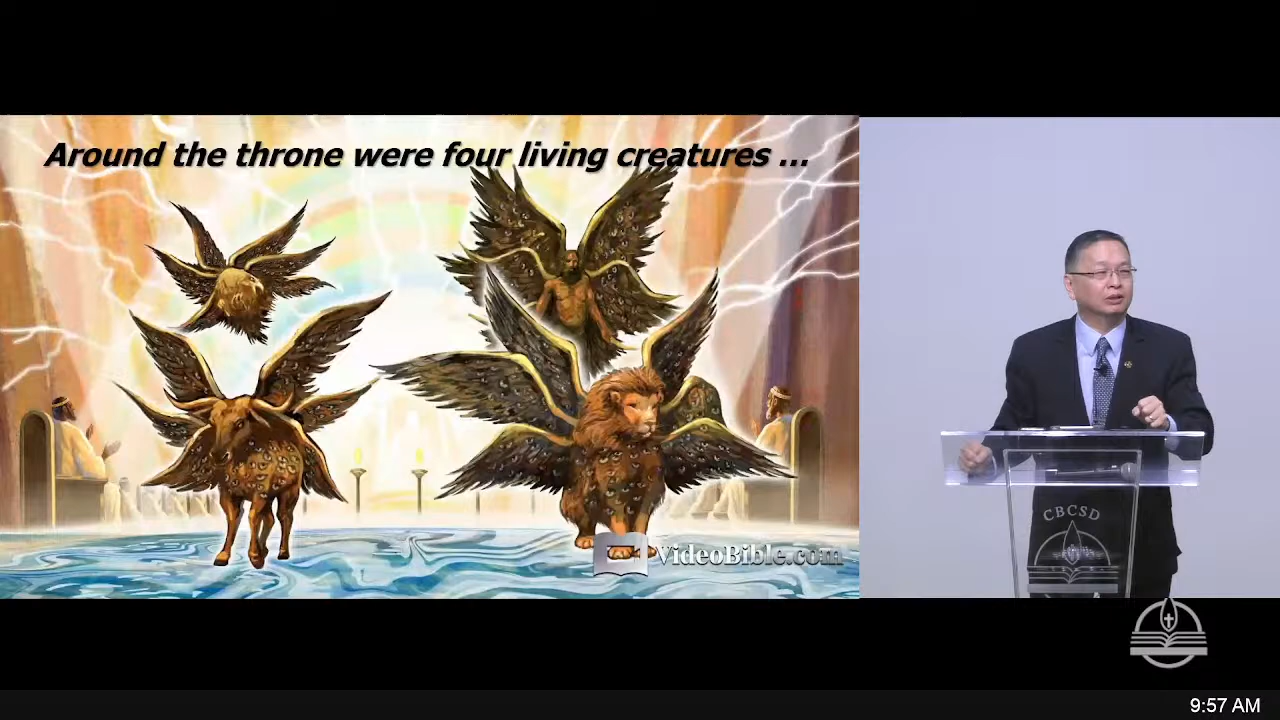 Around the throne were four living creatures ...
VideoBible.com
CBCSD
9:57 AM